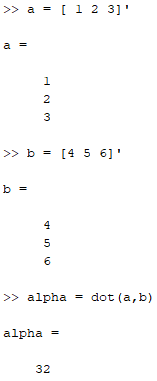 >> a = [ 1 2 3]'
a =
1
2
3
>> b = [4 5 6]'
b =
4
5
6
>> alpha = dot(a,b)
alpha =
32